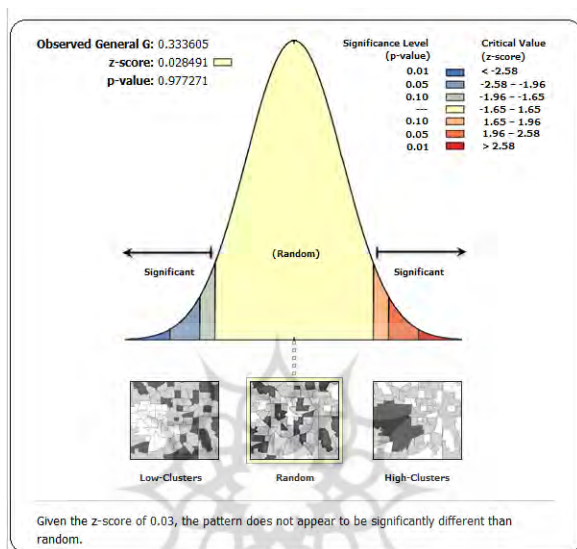 Observed General G: 0.333605
z-score: 0.028491
p-value: 0.977271
Significance Level
(p-value)
Critical Value
(z-score)
0.01 < -2.58
0.05 -2.58 – -1.96
0.10 -1.96 – -1.65
--- -1.65 – 1.65
0.10 1.65 – 1.96
0.05 1.96 – 2.58
0.01 > 2.58
Significant
(Random)
Significant
Low-Clusters
Random
High-Clusters
Given the z-score of 0.03, the pattern does not appear to be significantly different than
random.